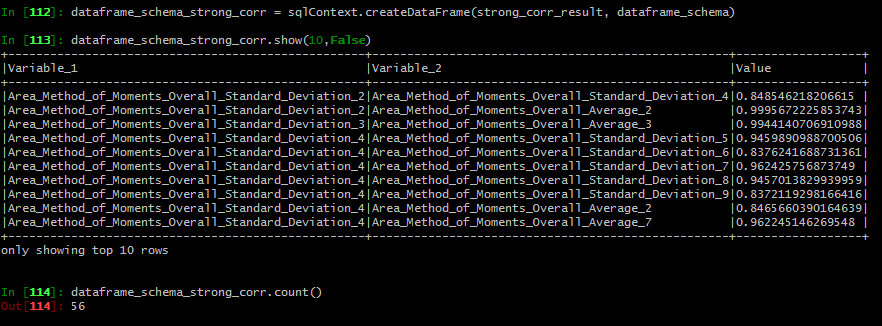 In [112]: dataframe_schema_strong_corr = sqlContext.createDataFrame(strong_corr_result, dataframe_schema)
In [113]: dataframe_schema_strong_corr.show(10,False)
+---------------------------------------------------+---------------------------------------------------+------------------+
|Variable_1                                         |Variable_2                                         |Value             |
+---------------------------------------------------+---------------------------------------------------+------------------+
|Area_Method_of_Moments_Overall_Standard_Deviation_2|Area_Method_of_Moments_Overall_Standard_Deviation_4|0.848546218206615 |
|Area_Method_of_Moments_Overall_Standard_Deviation_2|Area_Method_of_Moments_Overall_Average_2           |0.9995672225853743|
|Area_Method_of_Moments_Overall_Standard_Deviation_3|Area_Method_of_Moments_Overall_Average_3           |0.9944140706910988|
|Area_Method_of_Moments_Overall_Standard_Deviation_4|Area_Method_of_Moments_Overall_Standard_Deviation_5|0.9459890988700506|
|Area_Method_of_Moments_Overall_Standard_Deviation_4|Area_Method_of_Moments_Overall_Standard_Deviation_6|0.8376241688731361|
|Area_Method_of_Moments_Overall_Standard_Deviation_4|Area_Method_of_Moments_Overall_Standard_Deviation_7|0.962425756873749 |
|Area_Method_of_Moments_Overall_Standard_Deviation_4|Area_Method_of_Moments_Overall_Standard_Deviation_8|0.9457013829939959|
|Area_Method_of_Moments_Overall_Standard_Deviation_4|Area_Method_of_Moments_Overall_Standard_Deviation_9|0.8372119298166416|
|Area_Method_of_Moments_Overall_Standard_Deviation_4|Area_Method_of_Moments_Overall_Average_2           |0.8465660390164639|
|Area_Method_of_Moments_Overall_Standard_Deviation_4|Area_Method_of_Moments_Overall_Average_7           |0.962245146269548 |
+---------------------------------------------------+---------------------------------------------------+------------------+
only showing top 10 rows
In [114]: dataframe_schema_strong_corr.count()
Out[114]: 56